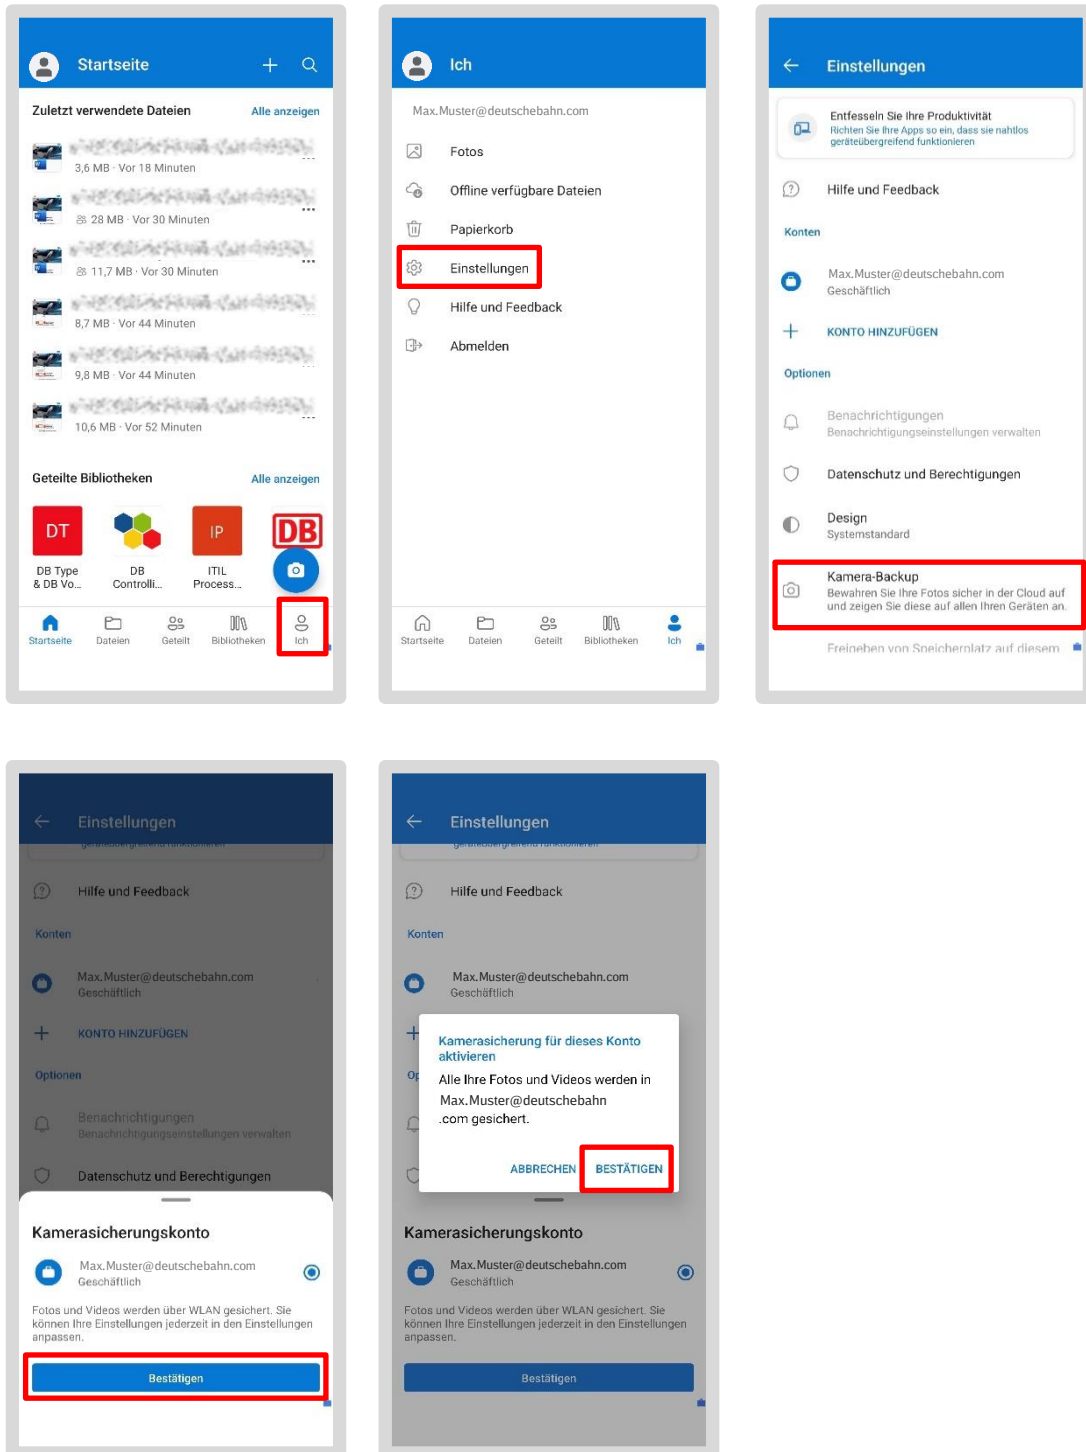 Startseite
Zuletzt verwendete Dateien
Alle anzeigen
3,6 MB · Vor 18 Minuten
28 MB · Vor 30 Minuten
11,7 MB · Vor 30 Minuten
8,7 MB · Vor 44 Minuten
9,8 MB · Vor 44 Minuten
10,6 MB · Vor 52 Minuten
Geteilte Bibliotheken
Alle anzeigen
DT
IP
DB
DB Type
& DB Vo...
DB
Controlli...
ITIL
Process...
Startseite
Dateien
Geteilt
Bibliotheken
Ich
Ich
Max.Muster@deutschebahn.com
Fotos
Offline verfügbare Dateien
Papierkorb
Einstellungen
Hilfe und Feedback
Abmelden
Startseite
Dateien
Geteilt
Bibliotheken
Ich
Einstellungen
Entfesseln Sie Ihre Produktivität
Richten Sie Ihre Apps so ein, dass sie nahtlos
geräteübergreifend funktionieren
Hilfe und Feedback
Konten
Max.Muster@deutschebahn.com
Geschäftlich
KONTO HINZUFÜGEN
Optionen
Benachrichtigungen
Benachrichtigungseinstellungen verwalten
Datenschutz und Berechtigungen
Design
Systemstandard
Kamera-Backup
Bewahren Sie Ihre Fotos sicher in der Cloud auf
und zeigen Sie diese auf allen Ihren Geräten an.
Freigeben von Speicherplatz auf diesem
Einstellungen
geräteübergreifend funktionieren
Hilfe und Feedback
Konten
Max.Muster@deutschebahn.com
Geschäftlich
KONTO HINZUFÜGEN
Optionen
Benachrichtigungen
Benachrichtigungseinstellungen verwalten
Datenschutz und Berechtigungen
Kamerasicherungskonto
Max.Muster@deutschebahn.com
Geschäftlich
Fotos und Videos werden über WLAN gesichert. Sie
können Ihre Einstellungen jederzeit in den Einstellungen
anpassen.
Bestätigen
Einstellungen
geräteübergreifend funktionieren
Hilfe und Feedback
Konten
Max.Muster@deutschebahn.com
Geschäftlich
Op
Kamerasicherung für dieses Konto
aktivieren
Alle Ihre Fotos und Videos werden in
Max.Muster@deutschebahn
.com gesichert.
ABBRECHEN
BESTÄTIGEN
Kamerasicherungskonto
Max.Muster@deutschebahn.com
Geschäftlich
Fotos und Videos werden über WLAN gesichert. Sie
können Ihre Einstellungen jederzeit in den Einstellungen
anpassen.
Bestätigen